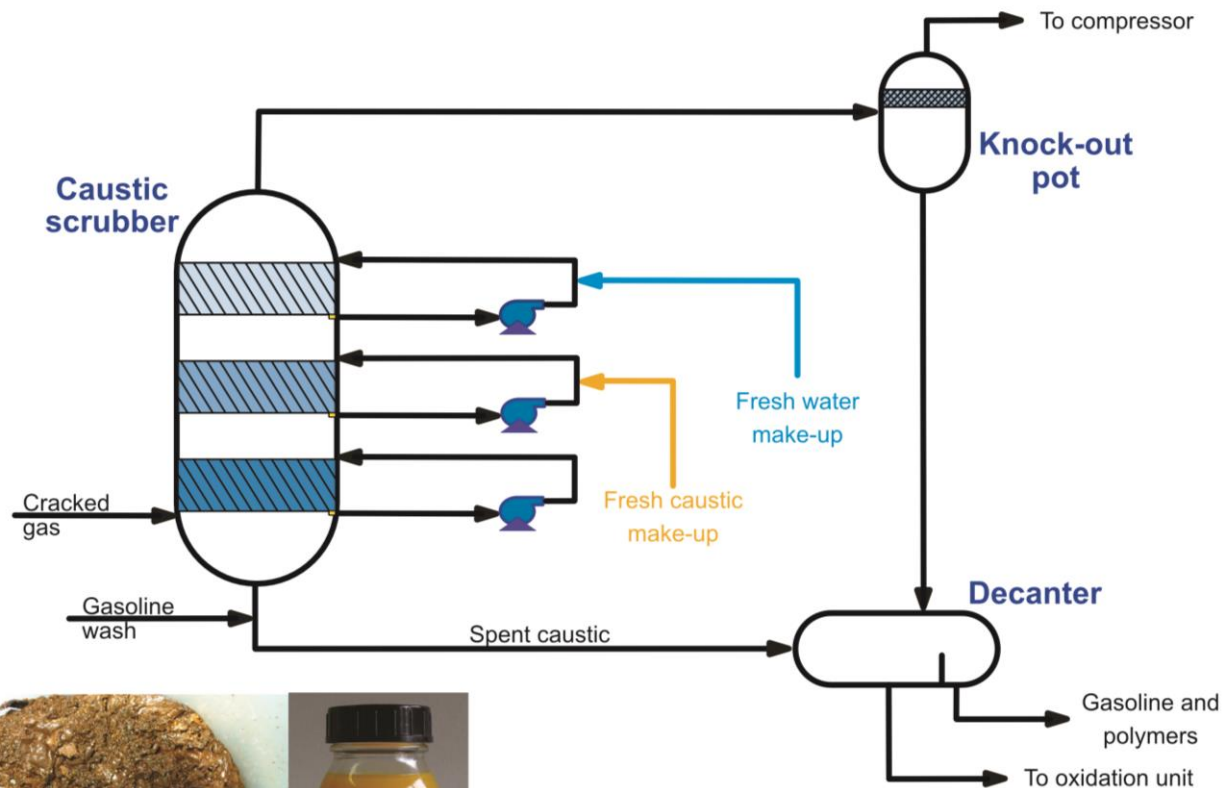 To compressor
Knock-out
pot
Caustic
scrubber
Fresh water
make-up
Fresh caustic
make-up
Cracked
gas
Gasoline
wash
Spent caustic
Decanter
Gasoline and
polymers
To oxidation unit